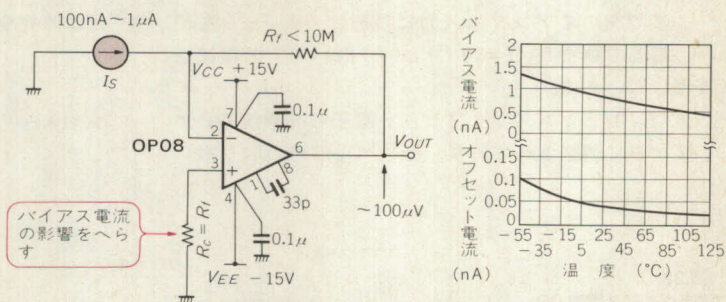 100nA～1μA
IS
Rf＜10M
VCC ＋15V
7
0.1μ
2
－
OP08
3
＋
6
VOUT
4
1
8
33p
～100μV
バイアス電流
の影響をへら
す
Rc＝Rf
0.1μ
VEE －15V
バイアス電流
(nA)
2
1.5
1
0.5
0
オフセット電流
(nA)
0.15
0.1
0.05
0
－55 －15 25 65 105
－35 5 45 85 125
温 度 (℃)